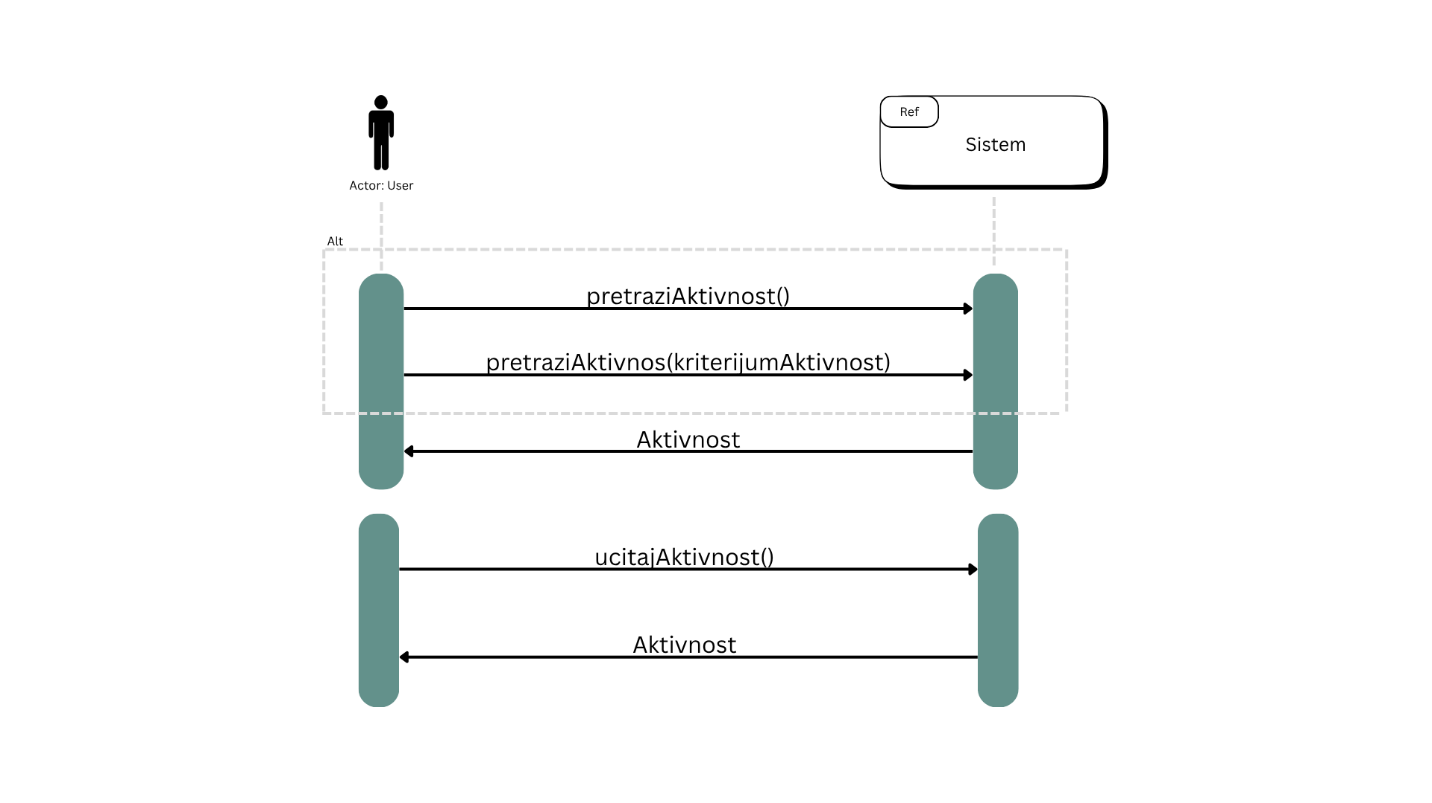 Ref
Sistem
Actor: User
Alt
pretraziAktivnost()
pretraziAktivnos(kriterijumAktivnost)
Aktivnost
ucitajAktivnost()
Aktivnost